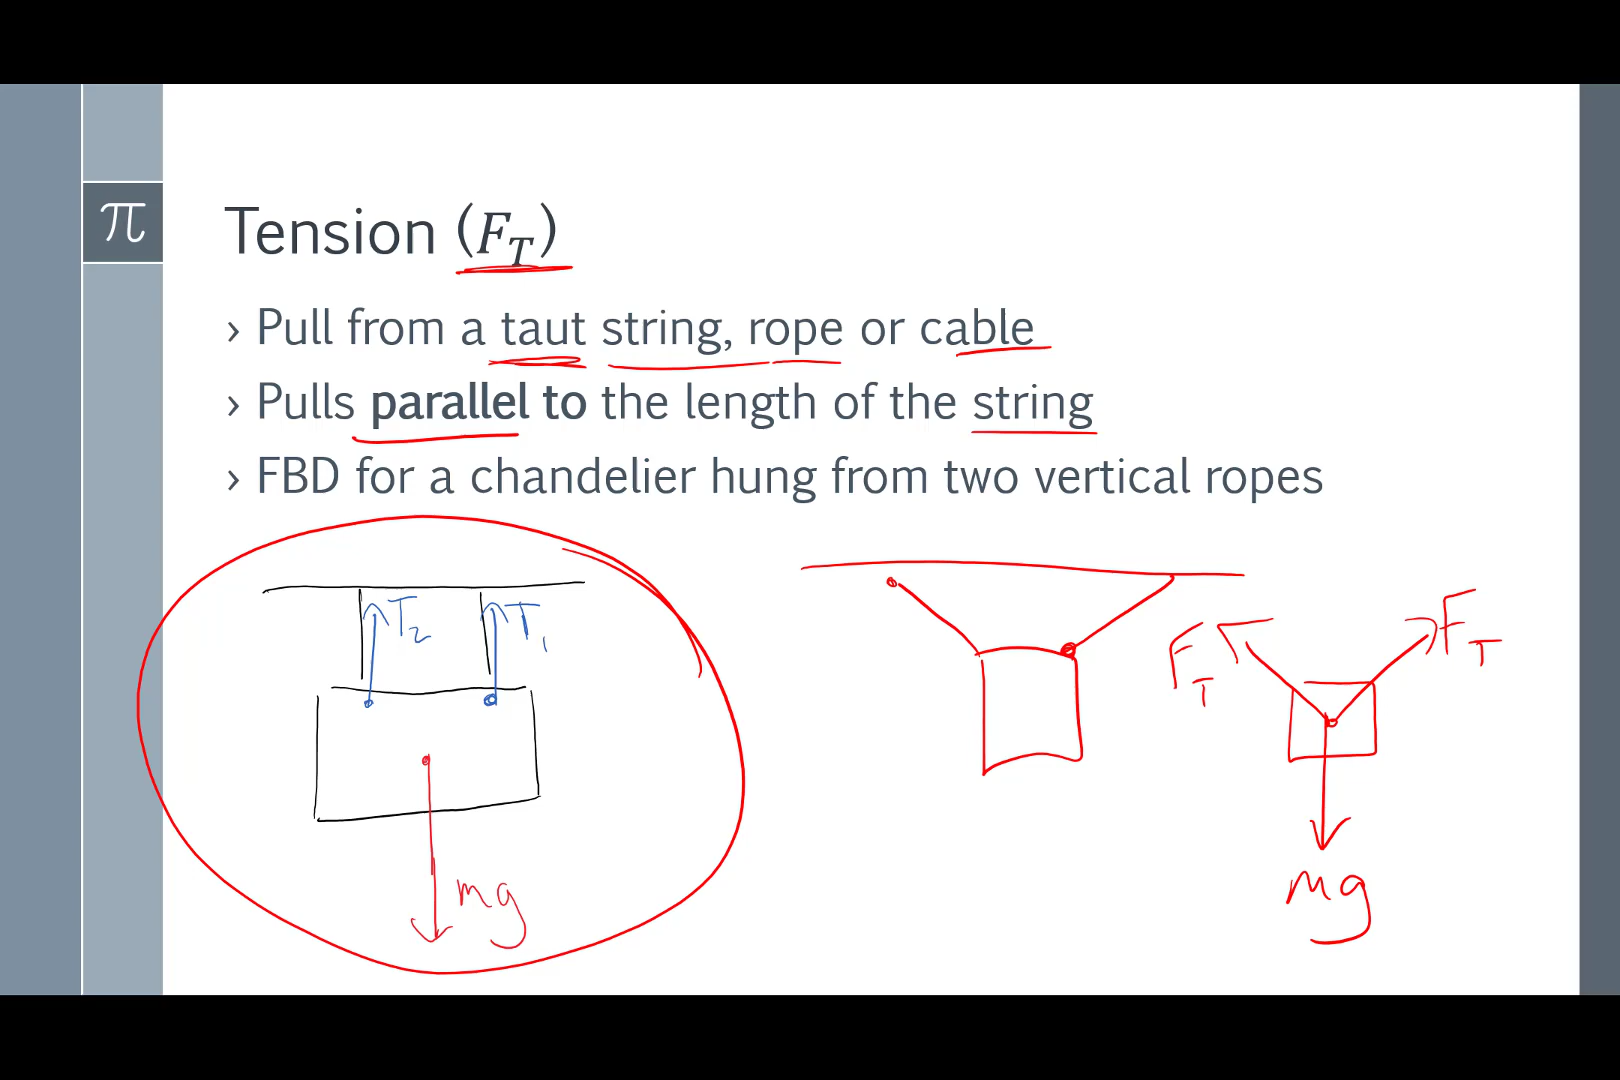 π
Tension (F_T)
› Pull from a taut string, rope or cable
› Pulls parallel to the length of the string
› FBD for a chandelier hung from two vertical ropes
T₂
T₁
mg
F_T
F_T
mg